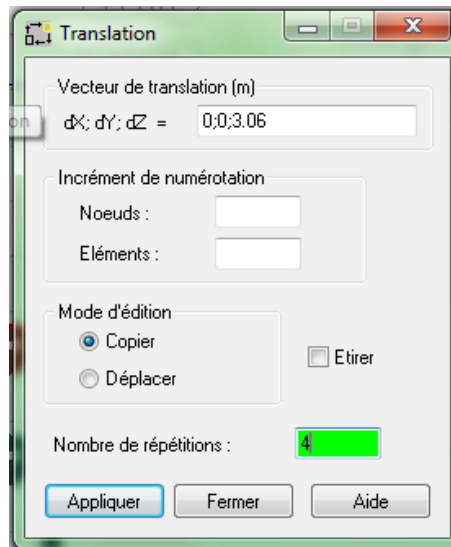 Translation
Vecteur de translation (m)
dX; dY; dZ = 0;0;3.06
Incrément de numérotation
Noeuds :
Eléments :
Mode d'édition
Copier
Etirer
Déplacer
Nombre de répétitions : 4
Appliquer Fermer Aide